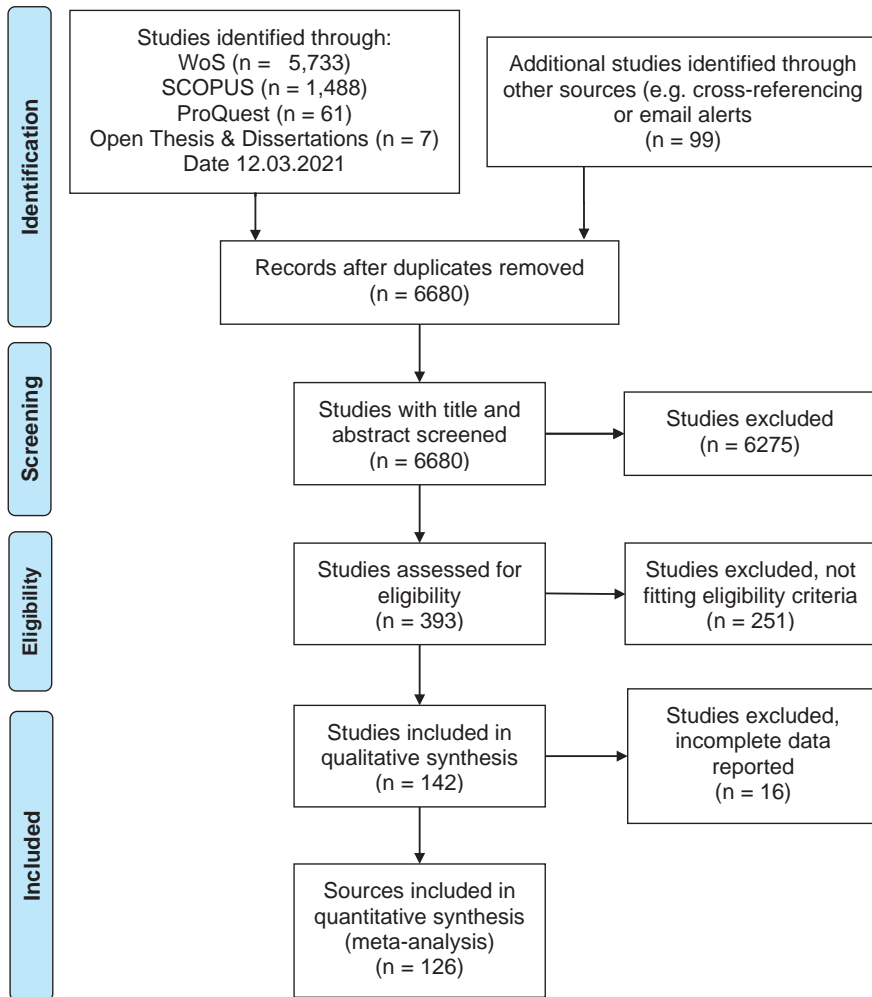 Identification
Studies identified through:
WoS (n = 5,733)
SCOPUS (n = 1,488)
ProQuest (n = 61)
Open Thesis & Dissertations (n = 7)
Date 12.03.2021
Additional studies identified through
other sources (e.g. cross-referencing
or email alerts
(n = 99)
Records after duplicates removed
(n = 6680)
Screening
Studies with title and
abstract screened
(n = 6680)
Studies excluded
(n = 6275)
Eligibility
Studies assessed for
eligibility
(n = 393)
Studies excluded, not
fitting eligibility criteria
(n = 251)
Included
Studies included in
qualitative synthesis
(n = 142)
Studies excluded,
incomplete data
reported
(n = 16)
Sources included in
quantitative synthesis
(meta-analysis)
(n = 126)